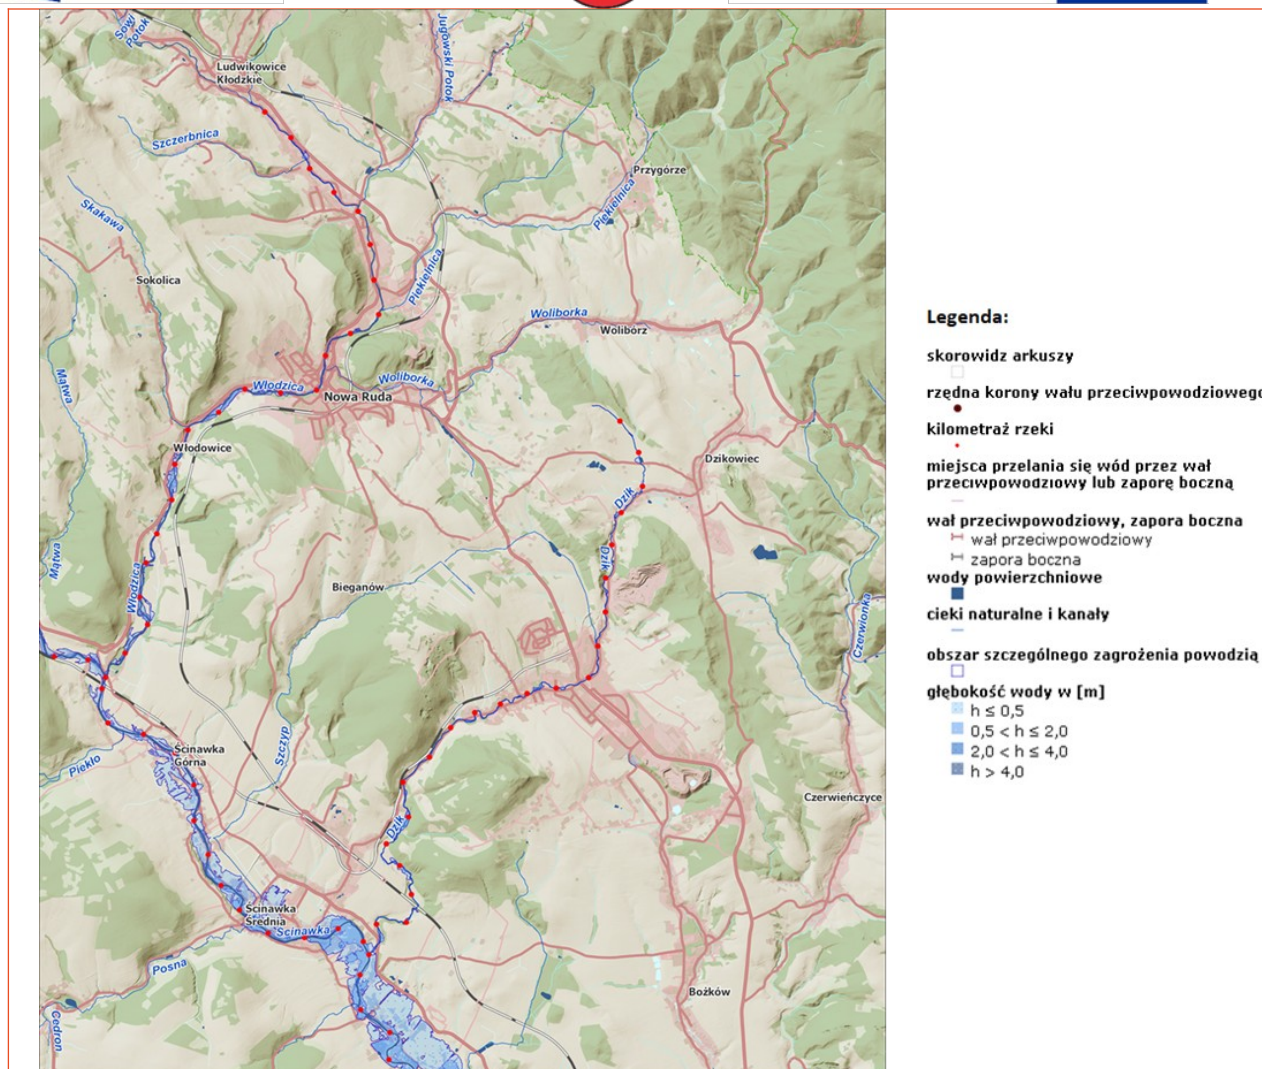 Sowi
Potok
Jugowski Potok
Ludwikowice
Kłodzkie
Szczerbnica
Przygórze
Piekielnica
Skakawa
Sokolica
Piekielnica
Woliborka
Wolibórz
Mątwa
Włodzica
Woliborka
Nowa Ruda
Włodowice
Dzikowiec
Dzik
Mątwa
Włodzica
Dzik
Bieganów
Czerwionka
Szczyp
Ścinawka
Górna
Piekło
Czerwieńczyce
Dzik
Ścinawka
Średnia
Ścinawka
Posna
Bożków
Cedron
Legenda:
skorowidz arkuszy
rzędna korony wału przeciwpowodziowego
kilometraż rzeki
miejsca przelania się wód przez wał
przeciwpowodziowy lub zaporę boczną
wał przeciwpowodziowy, zapora boczna
wał przeciwpowodziowy
zapora boczna
wody powierzchniowe
cieki naturalne i kanały
obszar szczególnego zagrożenia powodzią
głębokość wody w [m]
h ≤ 0,5
0,5 < h ≤ 2,0
2,0 < h ≤ 4,0
h > 4,0